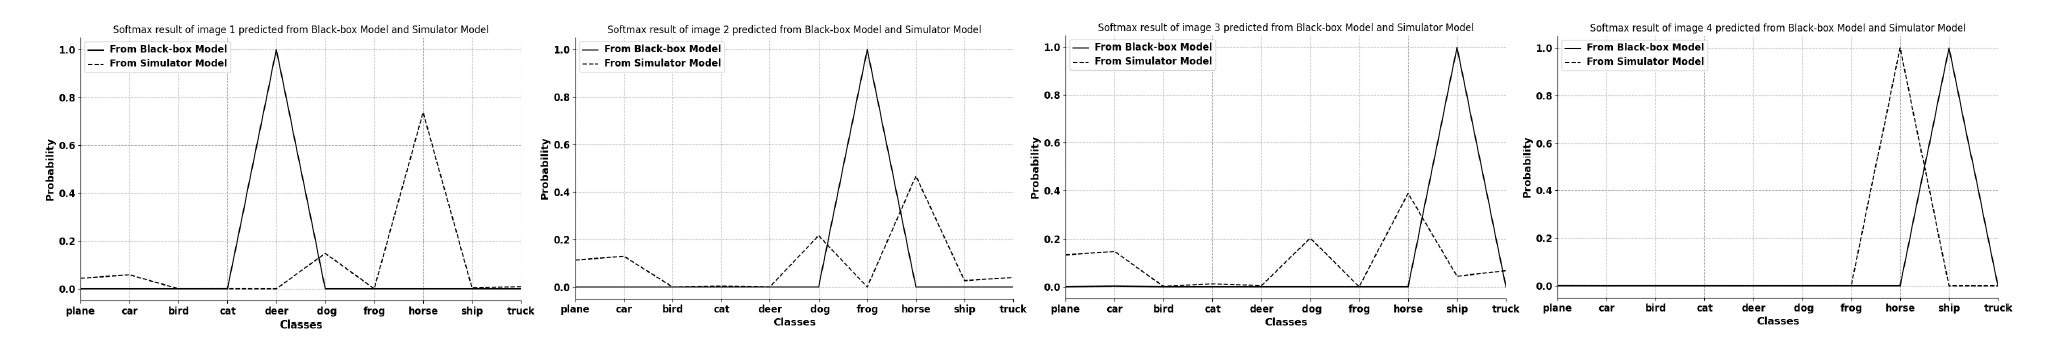 Softmax result of image 1 predicted from Black-box Model and Simulator Model
From Black-box Model
From Simulator Model
1.0
0.8
0.6
0.4
0.2
0.0
Probability
plane car bird cat deer dog frog horse ship truck
Classes
Softmax result of image 2 predicted from Black-box Model and Simulator Model
From Black-box Model
From Simulator Model
1.0
0.8
0.6
0.4
0.2
0.0
Probability
plane car bird cat deer dog frog horse ship truck
Classes
Softmax result of image 3 predicted from Black-box Model and Simulator Model
From Black-box Model
From Simulator Model
1.0
0.8
0.6
0.4
0.2
0.0
Probability
plane car bird cat deer dog frog horse ship truck
Classes
Softmax result of image 4 predicted from Black-box Model and Simulator Model
From Black-box Model
From Simulator Model
1.0
0.8
0.6
0.4
0.2
0.0
Probability
plane car bird cat deer dog frog horse ship truck
Classes